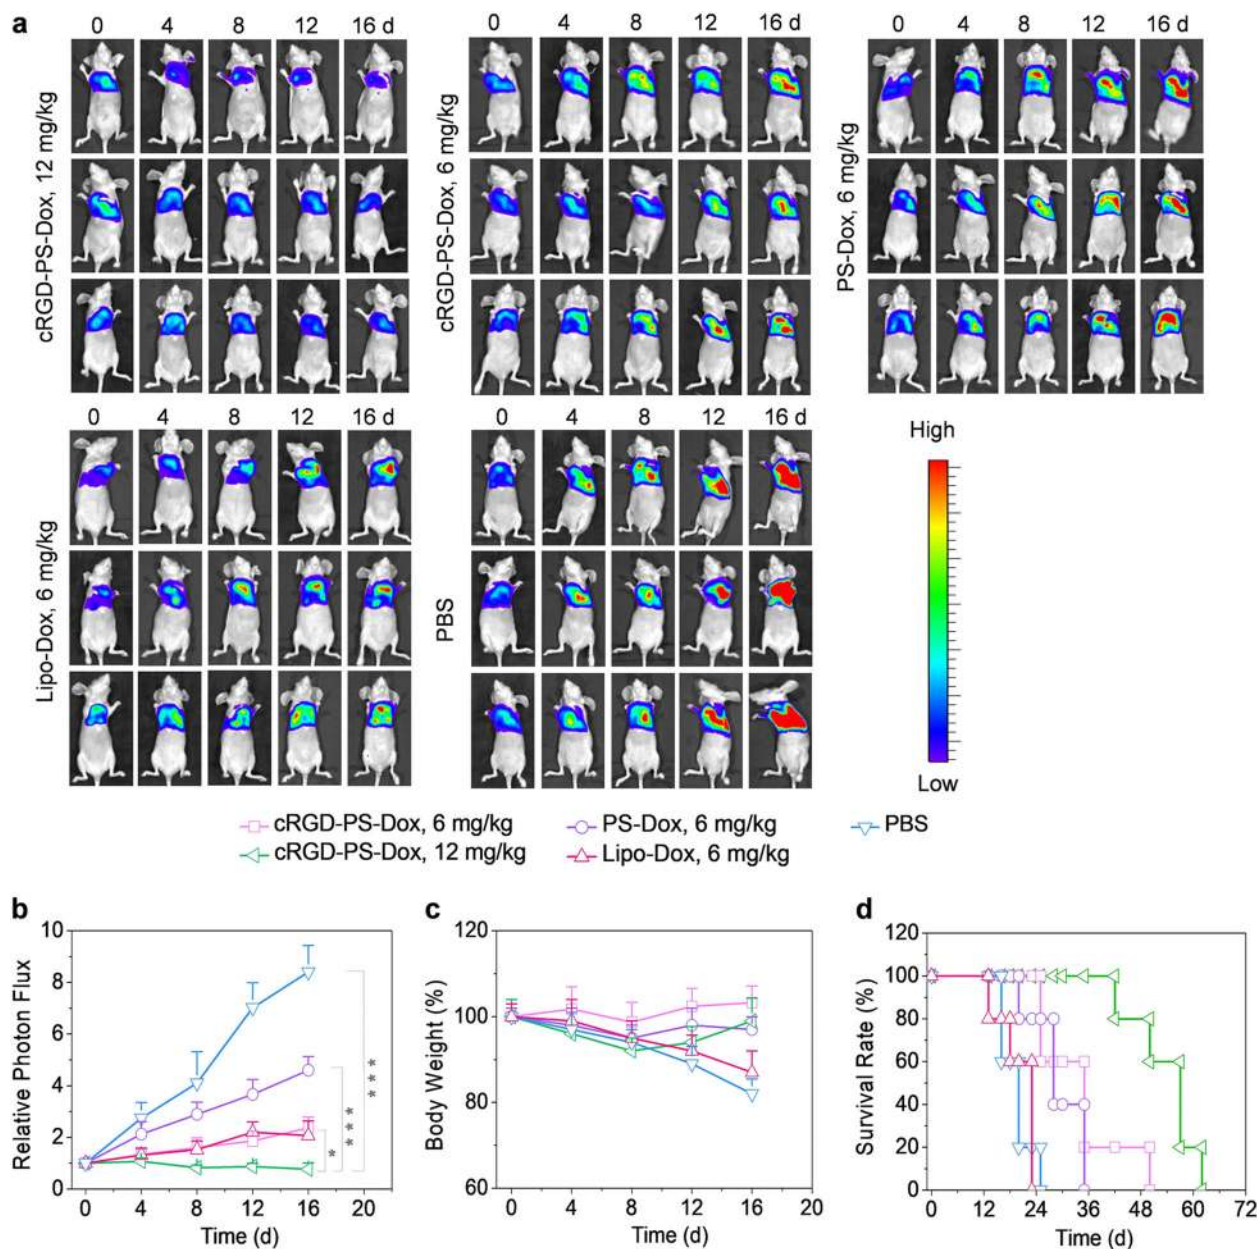 a
0 4 8 12 16 d
0 4 8 12 16 d
0 4 8 12 16 d
cRGD-PS-Dox, 12 mg/kg
cRGD-PS-Dox, 6 mg/kg
PS-Dox, 6 mg/kg
0 4 8 12 16 d
0 4 8 12 16 d
Lipo-Dox, 6 mg/kg
PBS
High
Low
cRGD-PS-Dox, 6 mg/kg
PS-Dox, 6 mg/kg
PBS
cRGD-PS-Dox, 12 mg/kg
Lipo-Dox, 6 mg/kg
b
Relative Photon Flux
10
8
6
4
2
0
* * *
* * *
*
0 4 8 12 16 20
Time (d)
c
Body Weight (%)
120
100
80
60
0 4 8 12 16 20
Time (d)
d
Survival Rate (%)
100
80
60
40
20
0
0 12 24 36 48 60 72
Time (d)